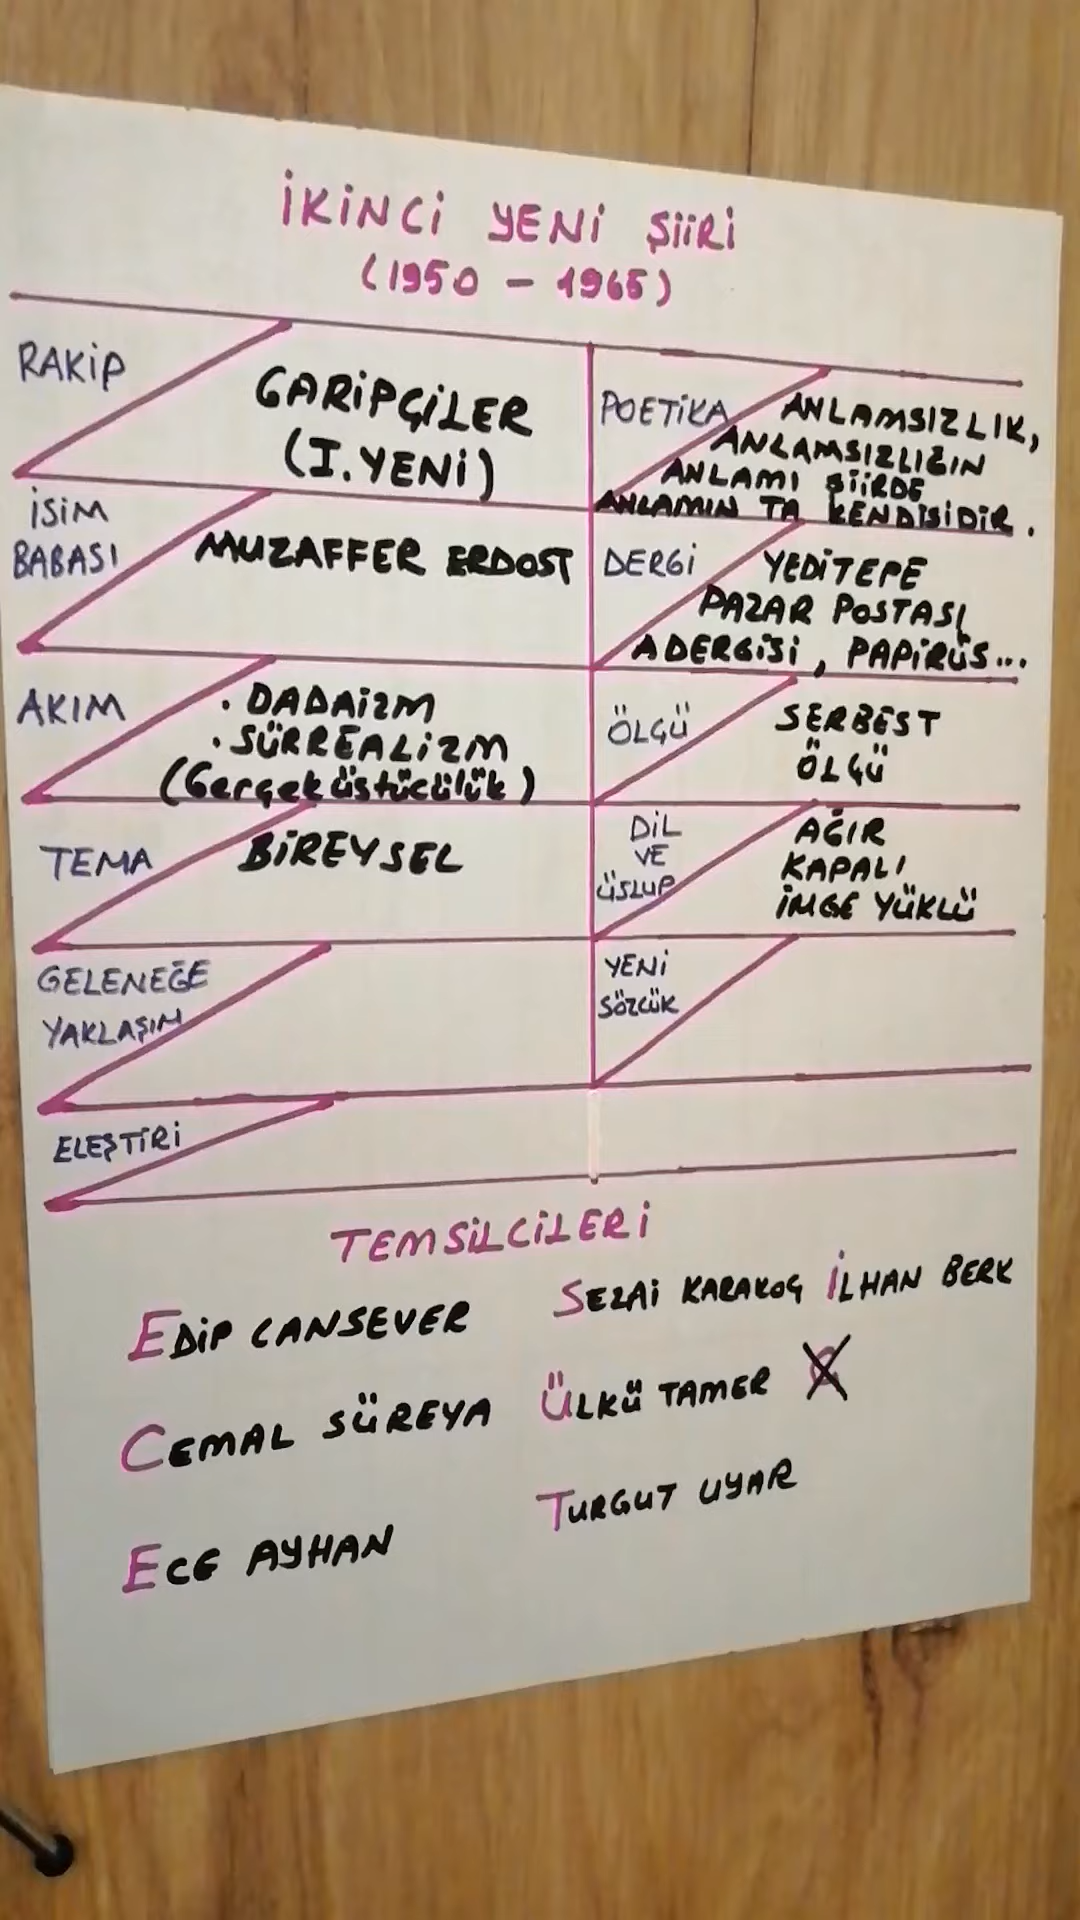 İKİNCİ YENİ ŞİİRİ
(1950 - 1965)
RAKİP
GARİPÇİLER
(I. YENİ)
POETİKA
ANLAMSIZLIK,
ANLAMSIZLIĞIN
ANLAMI ŞİİRDE
ANLAMIN TA KENDİSİDİR.
İSİM
BABASI
MUZAFFER ERDOST
DERGİ
YEDİTEPE
PAZAR POSTASI,
A DERGİSİ, PAPİRÜS...
AKIM
. DADAİZM
. SÜRREALİZM
(Gerçeküstücülük)
ÖLÇÜ
SERBEST
ÖLÇÜ
TEMA
BİREYSEL
DİL
VE
ÜSLUP
AĞIR
KAPALI
İMGE YÜKLÜ
GELENEĞE
YAKLAŞIM
YENİ
SÖZCÜK
ELEŞTİRİ
TEMSİLCİLERİ
EDİP CANSEVER
SEZAİ KARAKOÇ İLHAN BERK
CEMAL SÜREYA
ÜLKÜ TAMER
ECE AYHAN
TURGUT UYAR